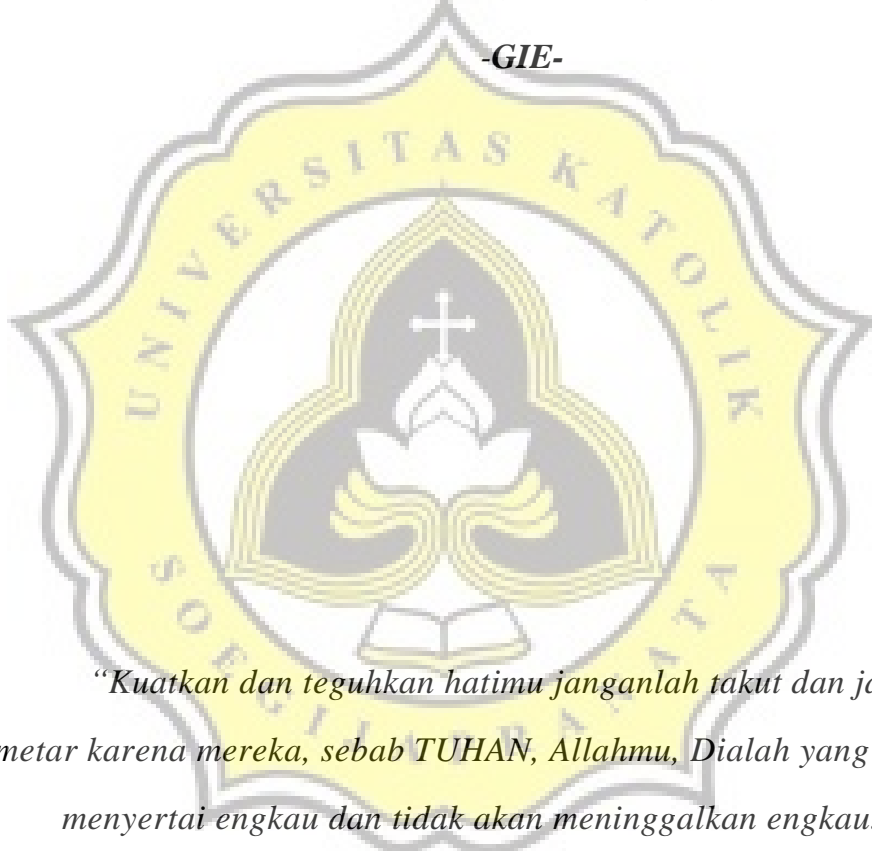 -GIE-
UNIVERSITAS KATOLIK
SOEGIJAPRANATA
“Kuatkan dan teguhkan hatimu janganlah takut dan ja
metar karena mereka, sebab TUHAN, Allahmu, Dialah yang
menyertai engkau dan tidak akan meninggalkan engkau